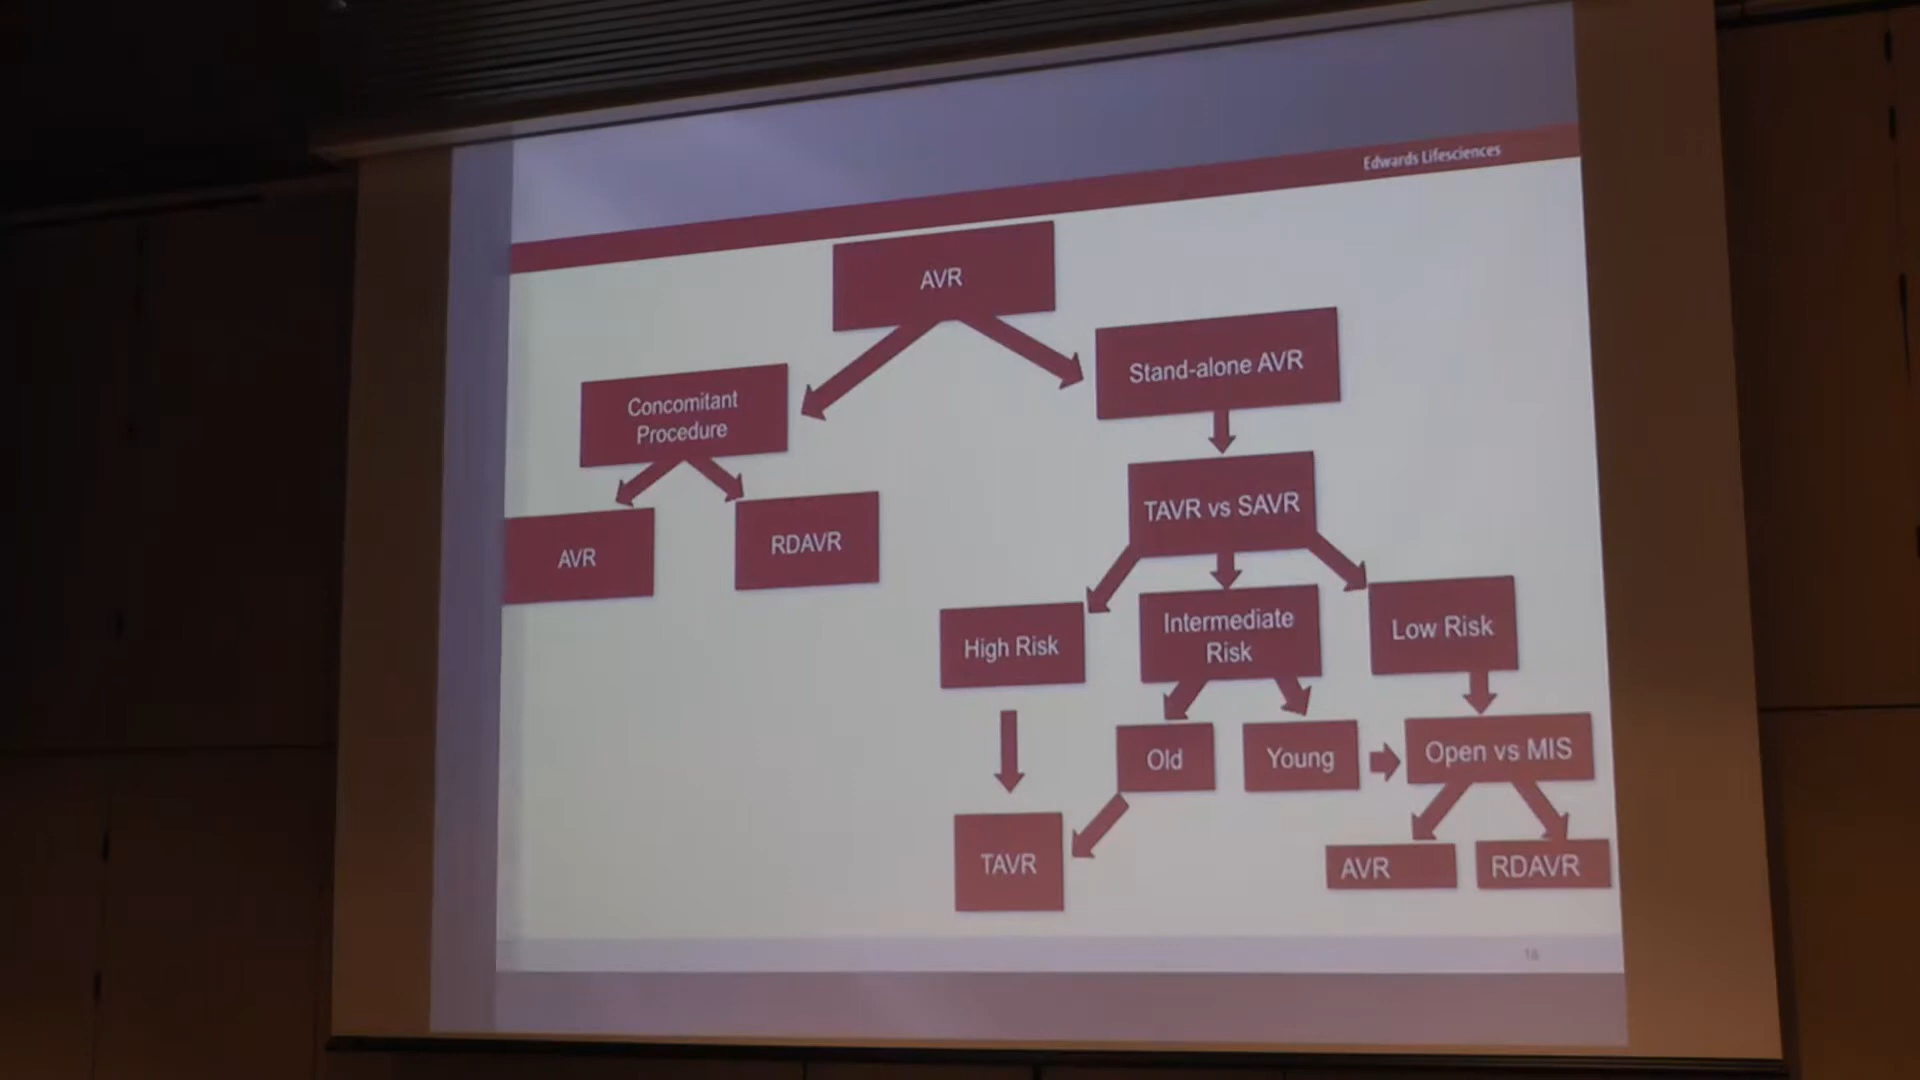 Edwards Lifesciences
AVR
Stand-alone AVR
Concomitant
Procedure
TAVR vs SAVR
AVR
RDAVR
High Risk
Intermediate
Risk
Low Risk
Old
Young
Open vs MIS
TAVR
AVR
RDAVR